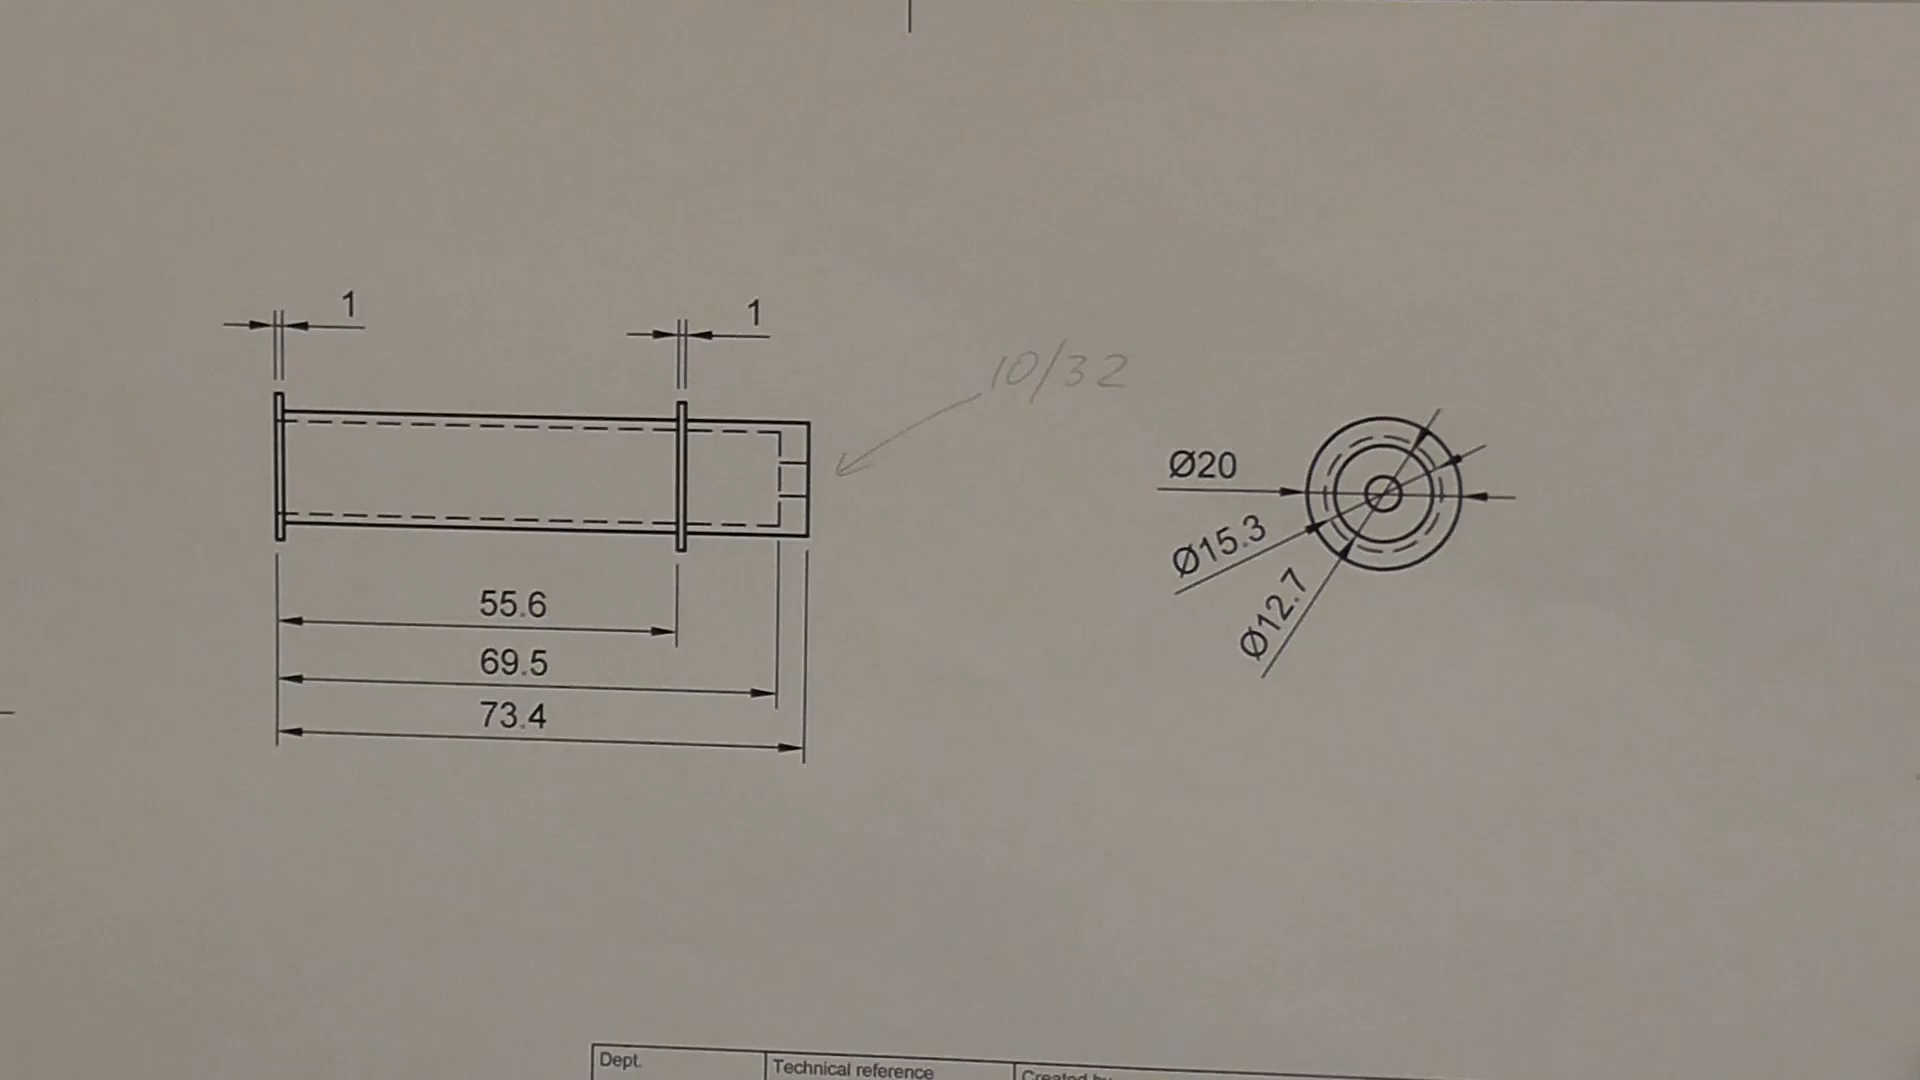 1
1
10/32
Ø20
Ø15.3
Ø12.7
55.6
69.5
73.4
Dept.
Technical reference
Created by